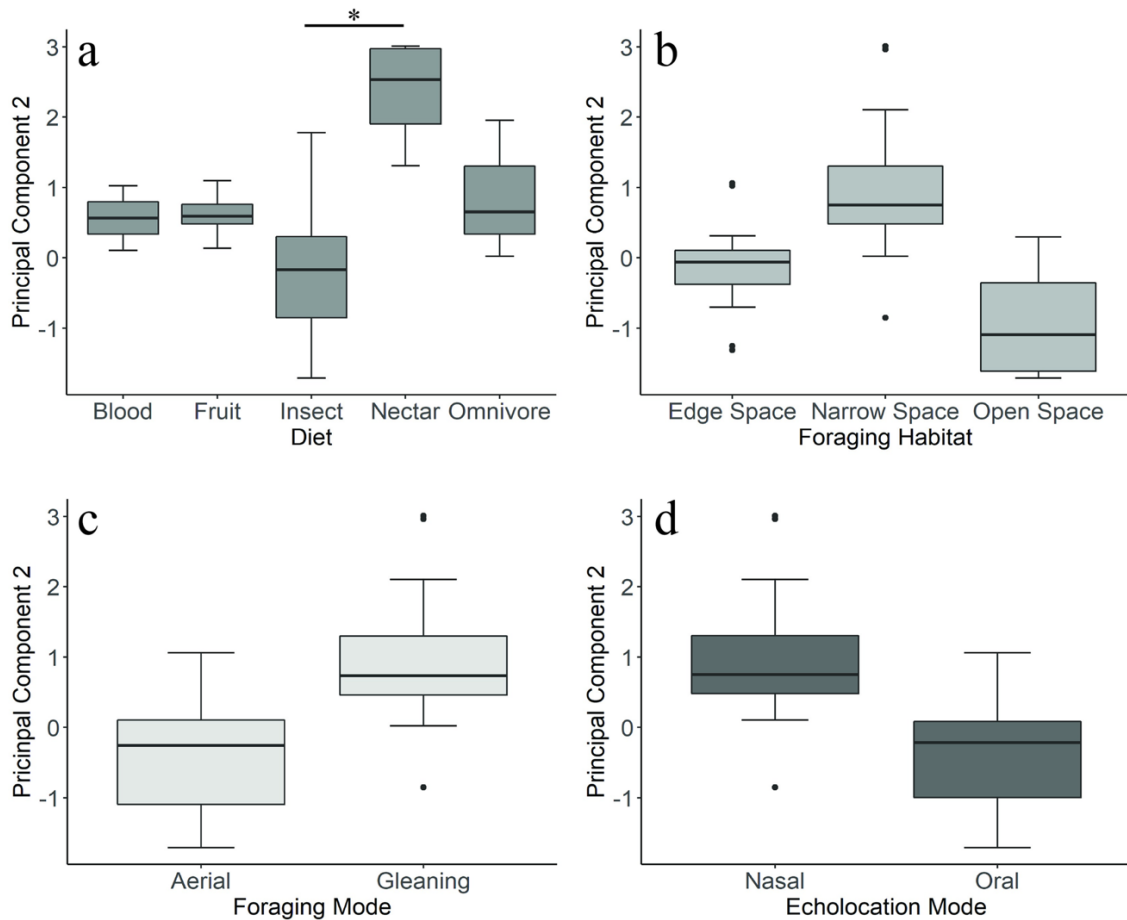 *
a
Principal Component 2
3
2
1
0
-1
Blood Fruit Insect Nectar Omnivore
Diet
b
Principal Component 2
3
2
1
0
-1
Edge Space Narrow Space Open Space
Foraging Habitat
c
Pricinpal Component 2
3
2
1
0
-1
Aerial Gleaning
Foraging Mode
d
Principal Component 2
3
2
1
0
-1
Nasal Oral
Echolocation Mode